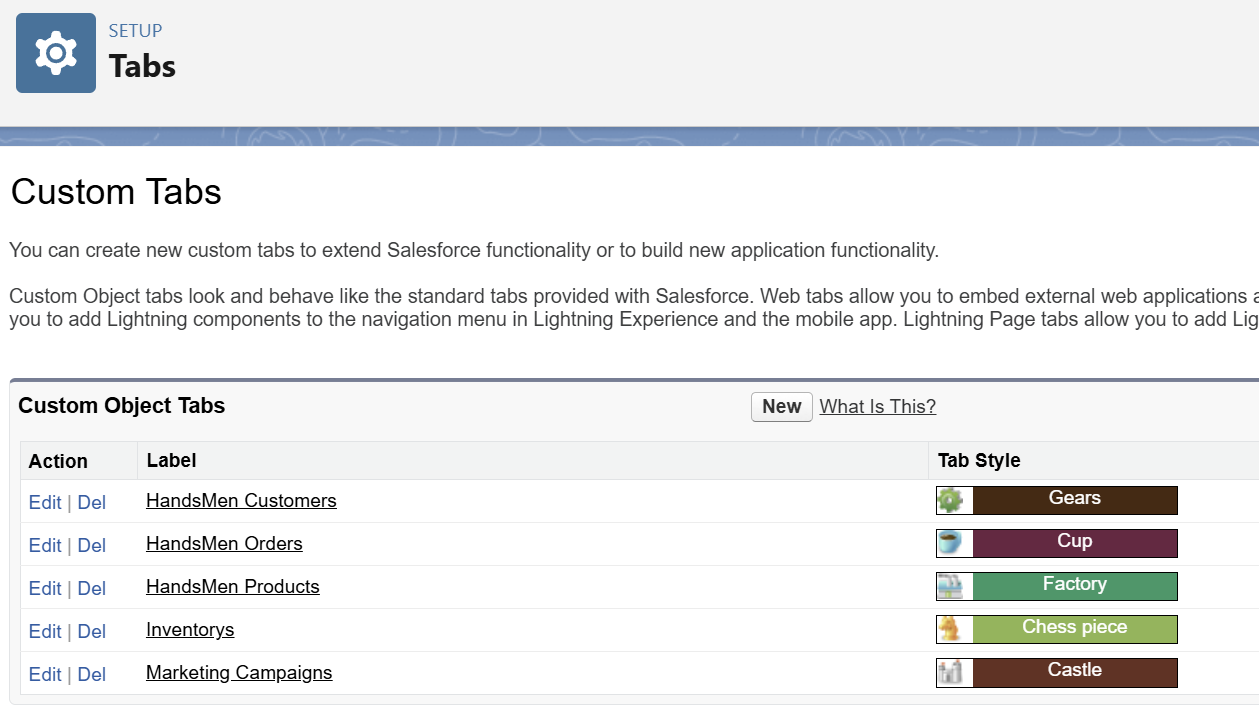 SETUP
Tabs
Custom Tabs
You can create new custom tabs to extend Salesforce functionality or to build new application functionality.
Custom Object tabs look and behave like the standard tabs provided with Salesforce. Web tabs allow you to embed external web applications a
you to add Lightning components to the navigation menu in Lightning Experience and the mobile app. Lightning Page tabs allow you to add Lig
Custom Object Tabs New What Is This?
Action Label Tab Style
Edit | Del HandsMen Customers Gears
Edit | Del HandsMen Orders Cup
Edit | Del HandsMen Products Factory
Edit | Del Inventorys Chess piece
Edit | Del Marketing Campaigns Castle